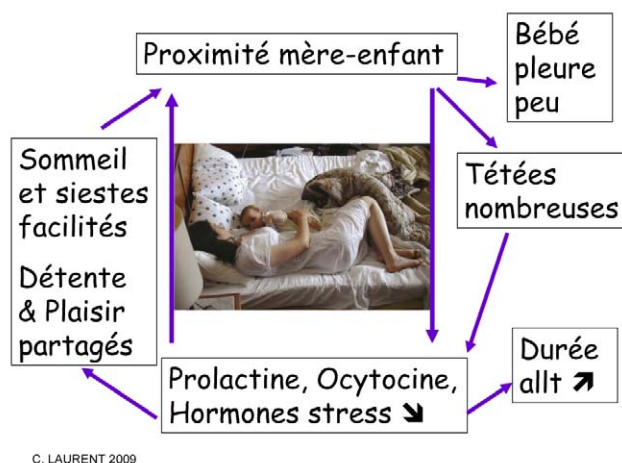 Proximité mère-enfant
Bébé
pleure
peu
Sommeil
et siestes
facilités
Détente
& Plaisir
partagés
Tétées
nombreuses
Prolactine, Ocytocine,
Hormones stress ➘
Durée
allt ➚
C. LAURENT 2009